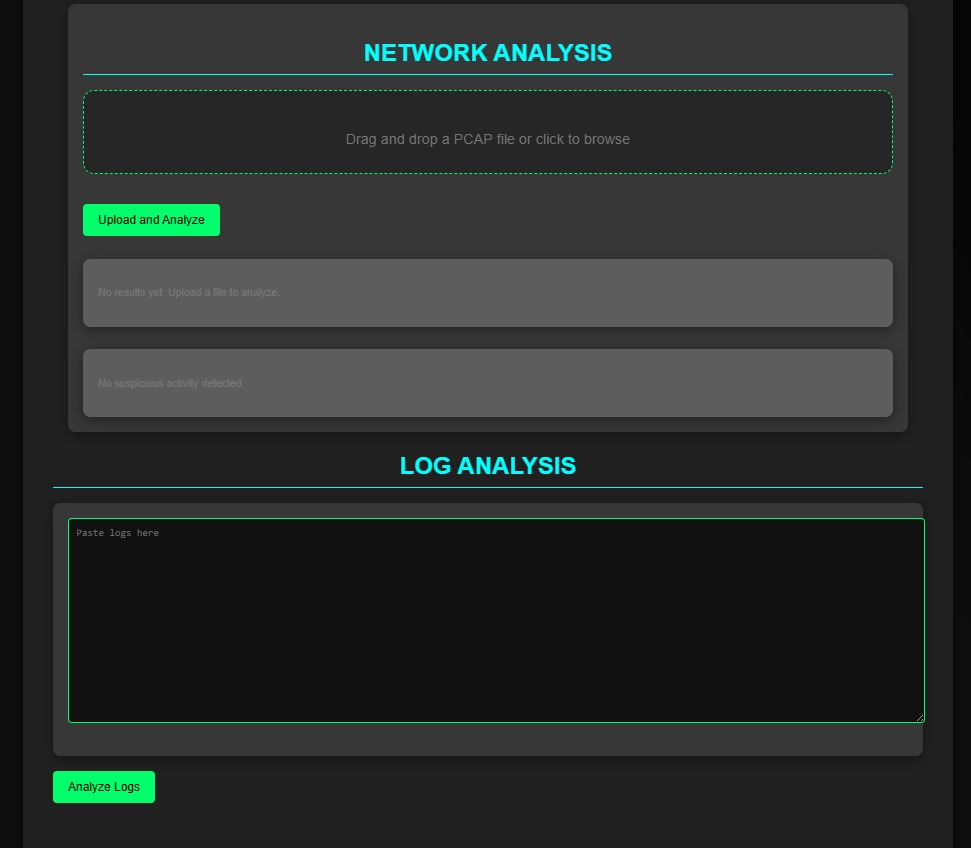 NETWORK ANALYSIS
Drag and drop a PCAP file or click to browse
Upload and Analyze
No results yet. Upload a file to analyze.
No suspicious activity detected.
LOG ANALYSIS
Paste logs here
Analyze Logs